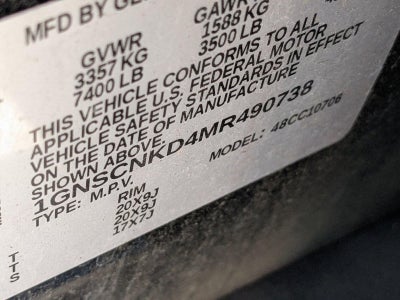 MFD BY GE
GVWR GAWR
3357 KG 1588 KG
7400 LB 3500 LB
THIS VEHICLE CONFORMS TO ALL
APPLICABLE U.S. FEDERAL MOTOR
VEHICLE SAFETY STANDARDS IN EFFECT
ON THE DATE OF MANUFACTURE
SHOWN ABOVE.
1GNSCNKD4MR490738
TYPE: M.P.V. MODEL: 48CC10706
RIM
20X9J
20X9J
17X7J
TTS